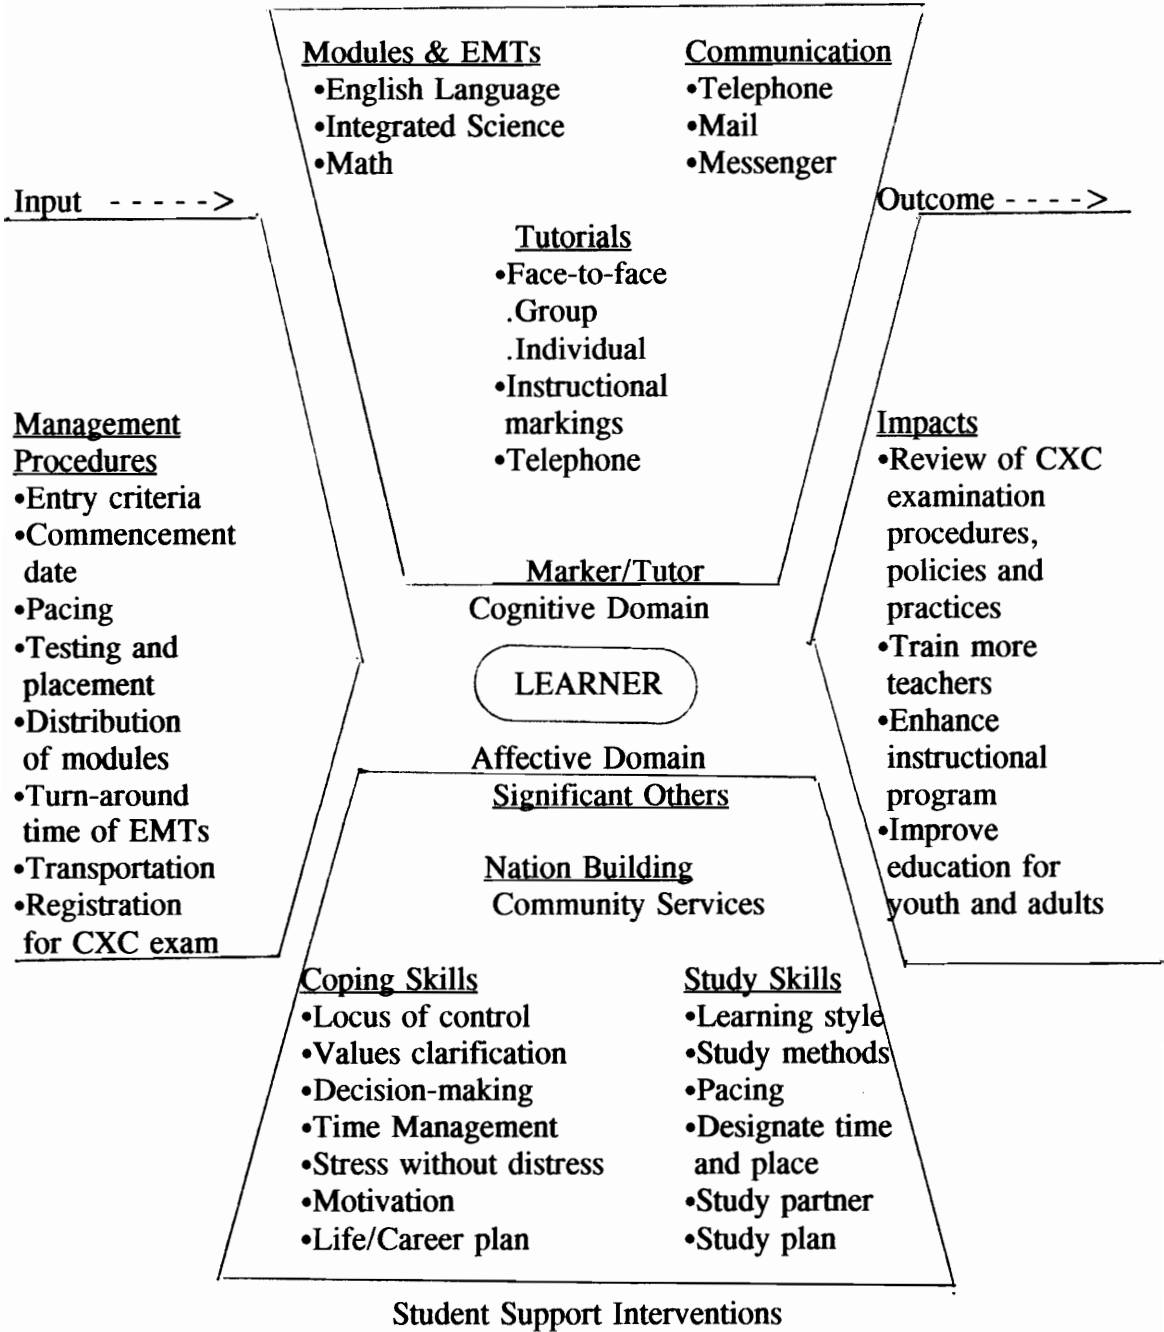 Modules & EMTs
•English Language
•Integrated Science
•Math
Communication
•Telephone
•Mail
•Messenger
Input - - - - ->
Outcome - - - ->
Tutorials
•Face-to-face
.Group
.Individual
•Instructional
markings
•Telephone
Management
Procedures
•Entry criteria
•Commencement
date
•Pacing
•Testing and
placement
•Distribution
of modules
•Turn-around
time of EMTs
•Transportation
•Registration
for CXC exam
Marker/Tutor
Cognitive Domain
LEARNER
Affective Domain
Significant Others
Nation Building
Community Services
Impacts
•Review of CXC
examination
procedures,
policies and
practices
•Train more
teachers
•Enhance
instructional
program
•Improve
education for
youth and adults
Coping Skills
•Locus of control
•Values clarification
•Decision-making
•Time Management
•Stress without distress
•Motivation
•Life/Career plan
Study Skills
•Learning style
•Study methods
•Pacing
•Designate time
and place
•Study partner
•Study plan
Student Support Interventions